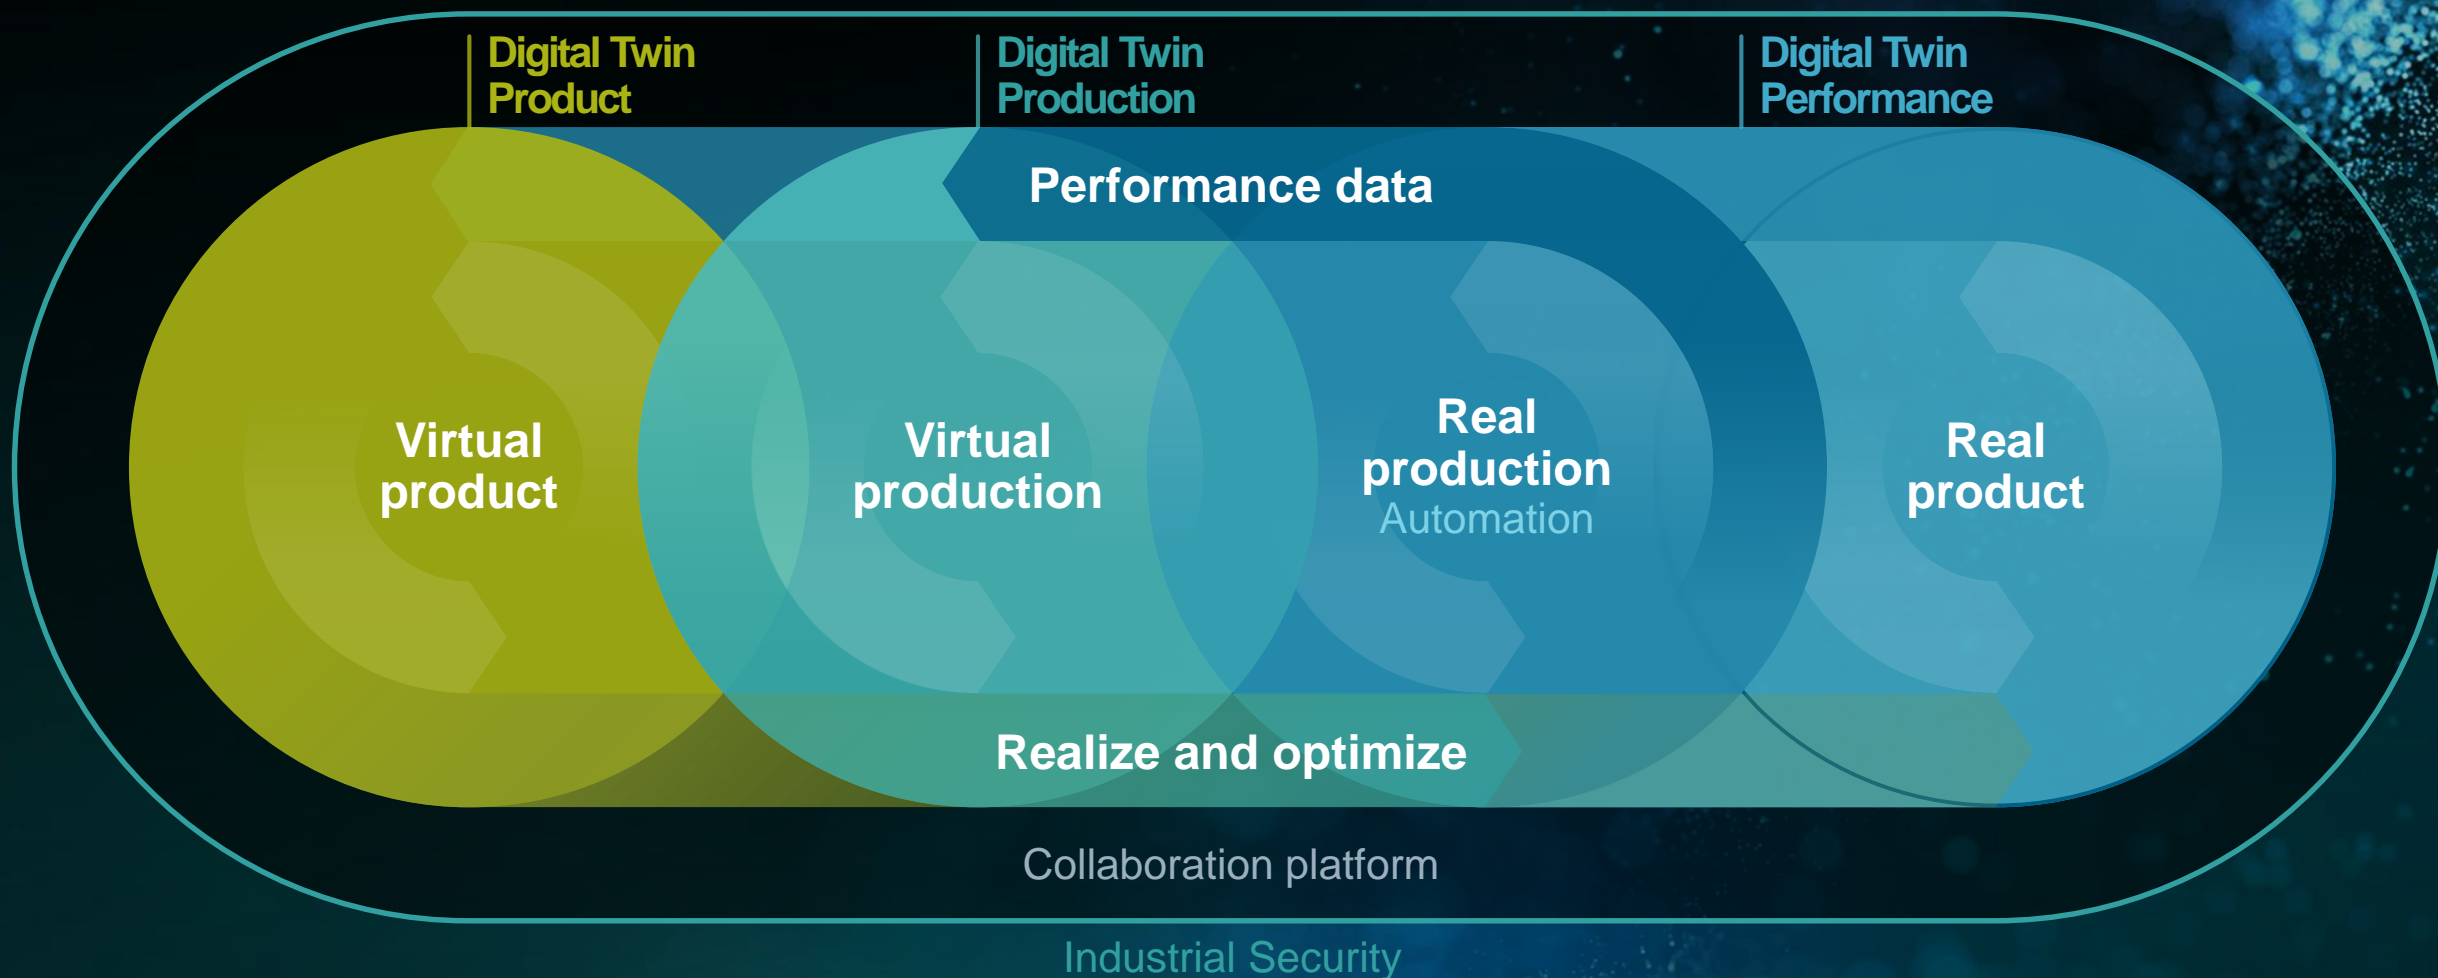 Digital Twin
Product
Digital Twin
Production
Digital Twin
Performance
Performance data
Virtual
product
Virtual
production
Real
production
Automation
Real
product
Realize and optimize
Collaboration platform
Industrial Security